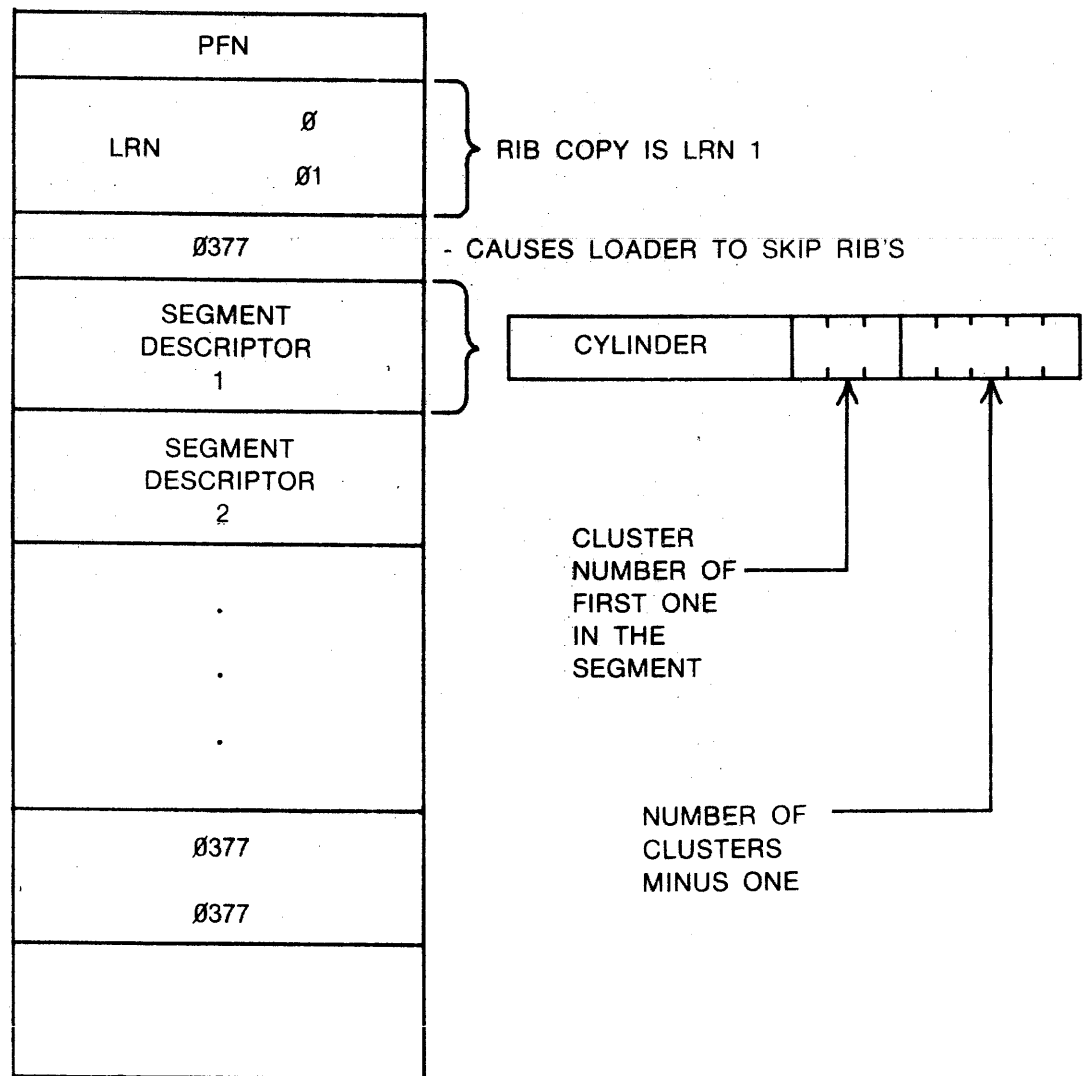 PFN
Ø
LRN
Ø1
RIB COPY IS LRN 1
Ø377
- CAUSES LOADER TO SKIP RIB'S
SEGMENT
DESCRIPTOR
1
CYLINDER
SEGMENT
DESCRIPTOR
2
CLUSTER
NUMBER OF
FIRST ONE
IN THE
SEGMENT
.
.
.
NUMBER OF
CLUSTERS
MINUS ONE
Ø377
Ø377